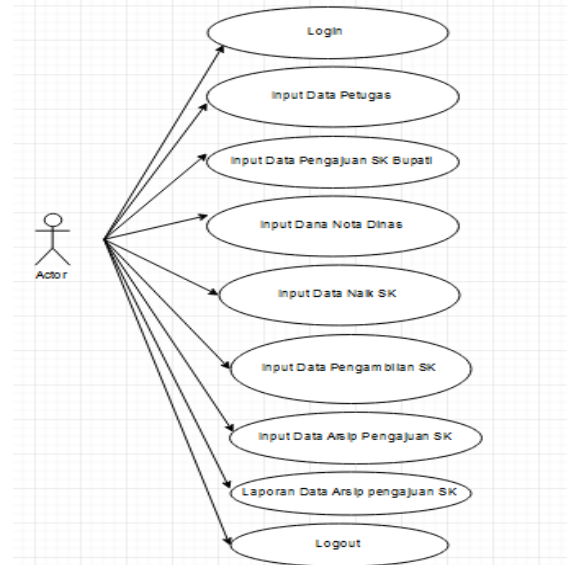 Login
Input Data Petugas
Input Data Pengajuan SK Bupati
Input Dana Nota Dinas
Input Data Naik SK
Actor
Input Data Pengambilan SK
Input Data Arsip Pengajuan SK
Laporan Data Arsip pengajuan SK
Logout